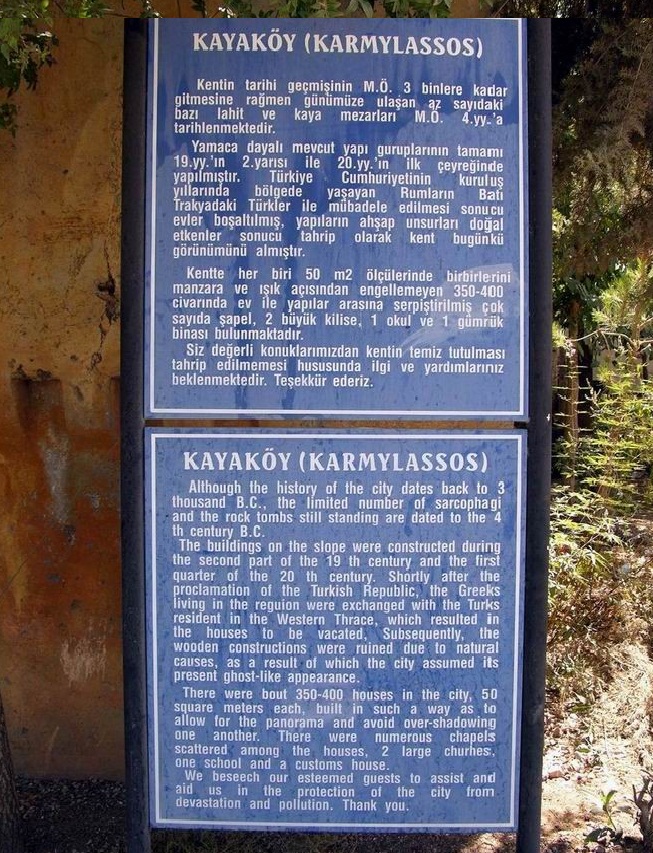 KAYAKÖY (KARMYLASSOS)
Kentin tarihi geçmişinin M.Ö. 3 binlere kadar
gitmesine rağmen günümüze ulaşan az sayıdaki
bazı lahit ve kaya mezarları M.Ö. 4.yy.'a
tarihlenmektedir.
Yamaca dayalı mevcut yapı guruplarının tamamı
19.yy.'ın 2.yarısı ile 20.yy.'ın ilk çeyreğinde
yapılmıştır. Türkiye Cumhuriyetinin kuruluş
yıllarında bölgede yaşayan Rumların Batı
Trakyadaki Türkler ile mübadele edilmesi sonucu
evler boşaltılmış, yapıların ahşap unsurları doğal
etkenler sonucu tahrip olarak kent bugünkü
görünümünü almıştır.
Kentte her biri 50 m2 ölçülerinde birbirlerini
manzara ve ışık açısından engellemeyen 350-400
civarında ev ile yapılar arasına serpiştirilmiş çok
sayıda şapel, 2 büyük kilise, 1 okul ve 1 gümrük
binası bulunmaktadır.
Siz değerli konuklarımızdan kentin temiz tutulması
tahrip edilmemesi hususunda ilgi ve yardımlarınız
beklenmektedir. Teşekkür ederiz.
KAYAKÖY (KARMYLASSOS)
Although the history of the city dates back to 3
thousand B.C., the limited number of sarcophagi
and the rock tombs still standing are dated to the 4
th century B.C.
The buildings on the slope were constructed during
the second part of the 19 th century and the first
quarter of the 20 th century. Shortly after the
proclamation of the Turkish Republic, the Greeks
living in the reguion were exchanged with the Turks
resident in the Western Thrace, which resulted in
the houses to be vacated. Subsequently, the
wooden constructions were ruined due to natural
causes, as a result of which the city assumed its
present ghost-like appearance.
There were bout 350-400 houses in the city, 50
square meters each, built in such a way as to
allow for the panorama and avoid over-shadowing
one another. There were numerous chapels
scattered among the houses, 2 large churhes,
one school and a customs house.
We beseech our esteemed guests to assist and
aid us in the protection of the city from
devastation and pollution. Thank you.